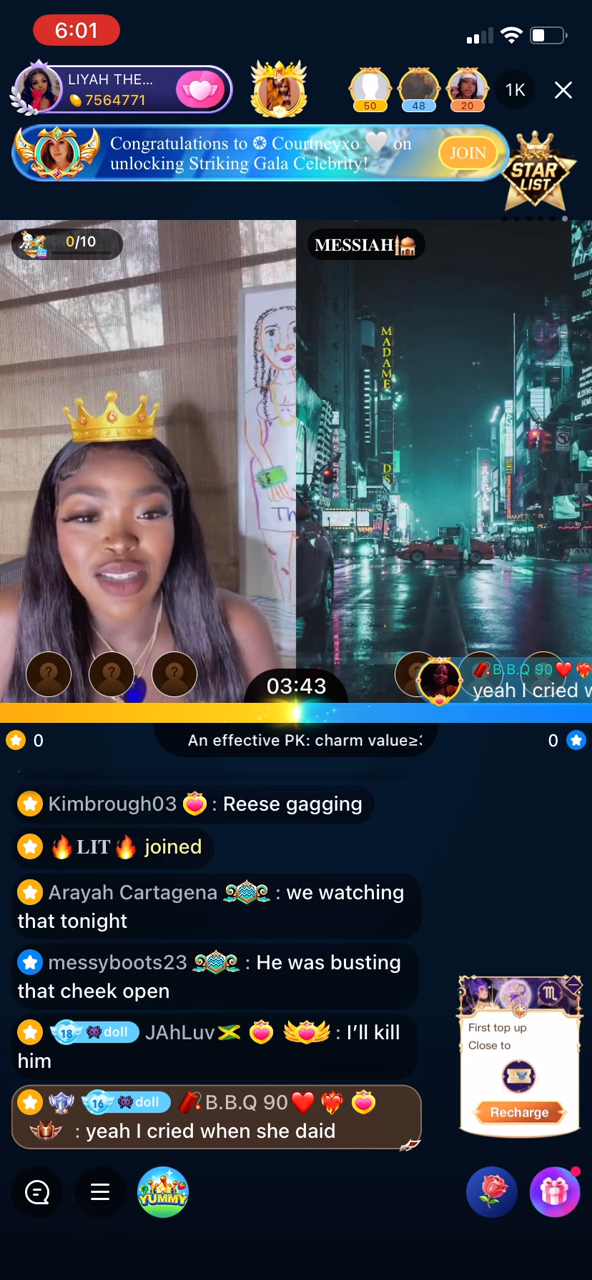 6:01
LIYAH THE...
7564771
50
48
20
1K
Congratulations to ❂ Courtneyxo 🤍 on
unlocking Striking Gala Celebrity!
JOIN
STAR
LIST
0/10
MESSIAH🕌
MADAME
Th
03:43
B.B.Q 90❤️❤️‍🔥
yeah I cried w
0
An effective PK: charm value≥
0
Kimbrough03 : Reese gagging
🔥LIT🔥 joined
Arayah Cartagena : we watching
that tonight
messyboots23 : He was busting
that cheek open
18 doll JAhLuv🇯🇲 : I'll kill
him
16 doll 🧨B.B.Q 90❤️❤️‍🔥
: yeah I cried when she daid
First top up
Close to
Recharge
YUMMY